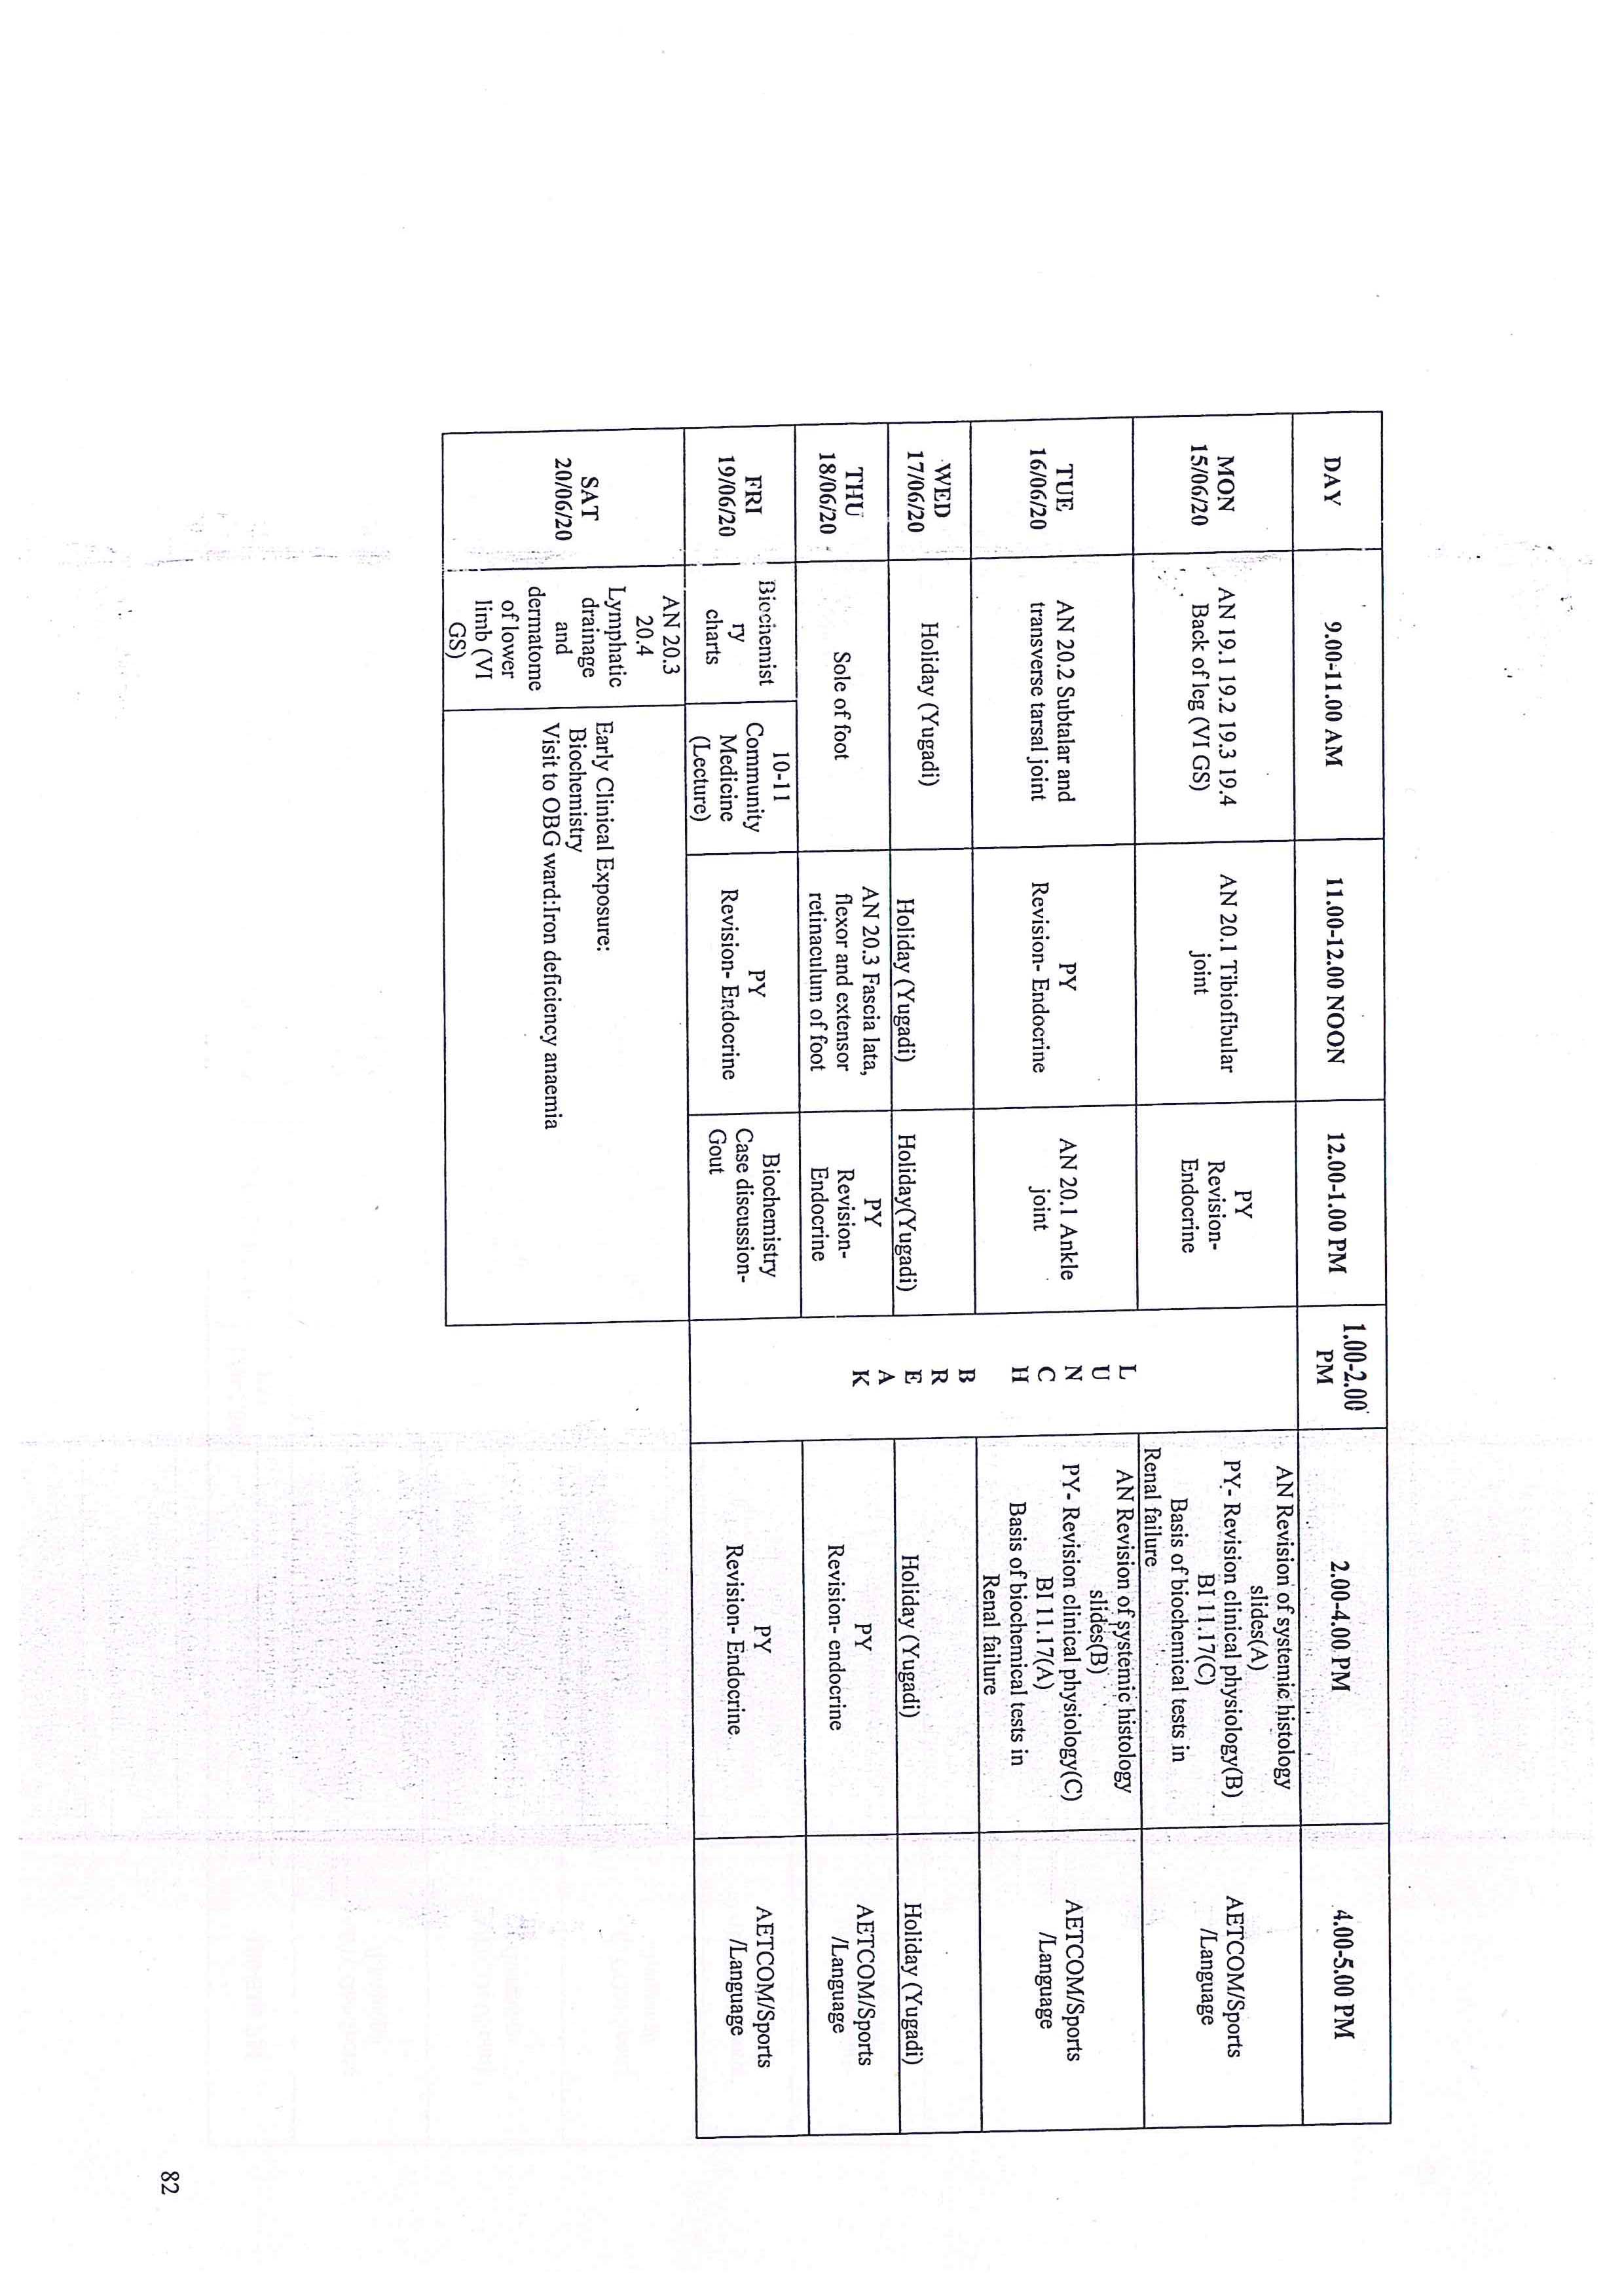 DAY
9.00-11.00 AM
11.00-12.00 NOON
12.00-1.00 PM
1.00-2.00
PM
2.00-4.00 PM
4.00-5.00 PM
MON
15/06/20
AN 19.1 19.2 19.3 19.4
Back of leg (VI GS)
AN 20.1 Tibiofibular
joint
PY
Revision-
Endocrine
L
U
N
C
H
B
R
E
A
K
AN Revision of systemic histology
slides(A)
PY- Revision clinical physiology(B)
BI 11.17(C)
Basis of biochemical tests in
Renal failure
AETCOM/Sports
/Language
TUE
16/06/20
AN 20.2 Subtalar and
transverse tarsal joint
PY
Revision- Endocrine
AN 20.1 Ankle
joint
AN Revision of systemic histology
slides(B)
PY- Revision clinical physiology(C)
BI 11.17(A)
Basis of biochemical tests in
Renal failure
AETCOM/Sports
/Language
WED
17/06/20
Holiday (Yugadi)
Holiday (Yugadi)
Holiday(Yugadi)
Holiday (Yugadi)
Holiday (Yugadi)
THU
18/06/20
Sole of foot
AN 20.3 Fascia lata,
flexor and extensor
retinaculum of foot
PY
Revision-
Endocrine
PY
Revision- endocrine
AETCOM/Sports
/Language
FRI
19/06/20
Biochemist
ry
charts
10-11
Community
Medicine
(Lecture)
PY
Revision- Endocrine
Biochemistry
Case discussion-
Gout
PY
Revision- Endocrine
AETCOM/Sports
/Language
SAT
20/06/20
AN 20.3
20.4
Lymphatic
drainage
and
dermatome
of lower
limb (VI
GS)
Early Clinical Exposure:
Biochemistry
Visit to OBG ward:Iron deficiency anaemia
82